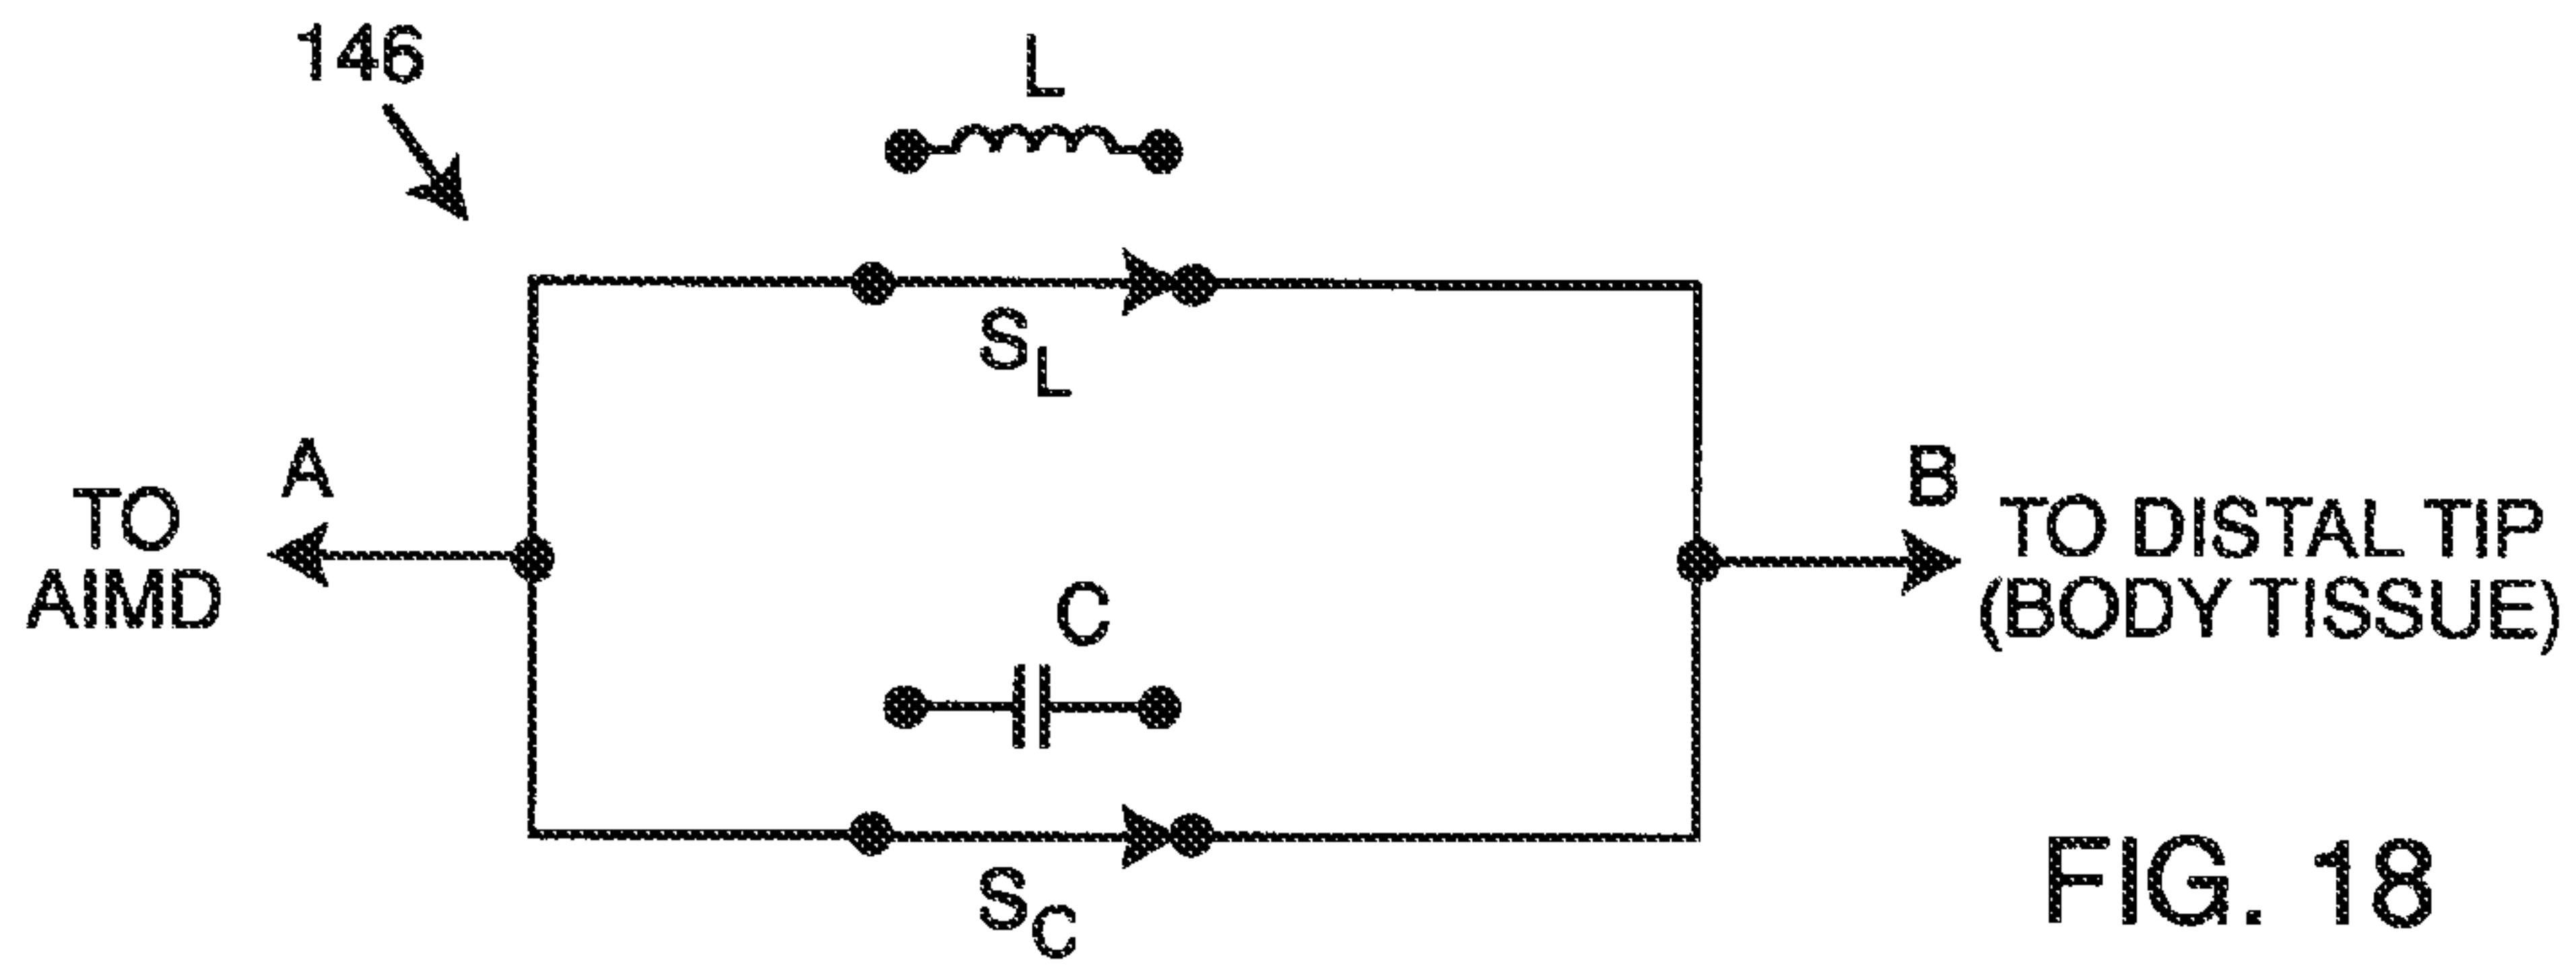 146
L
S_L
A
TO
AIMD
B
TO DISTAL TIP
(BODY TISSUE)
C
S_C
FIG. 18